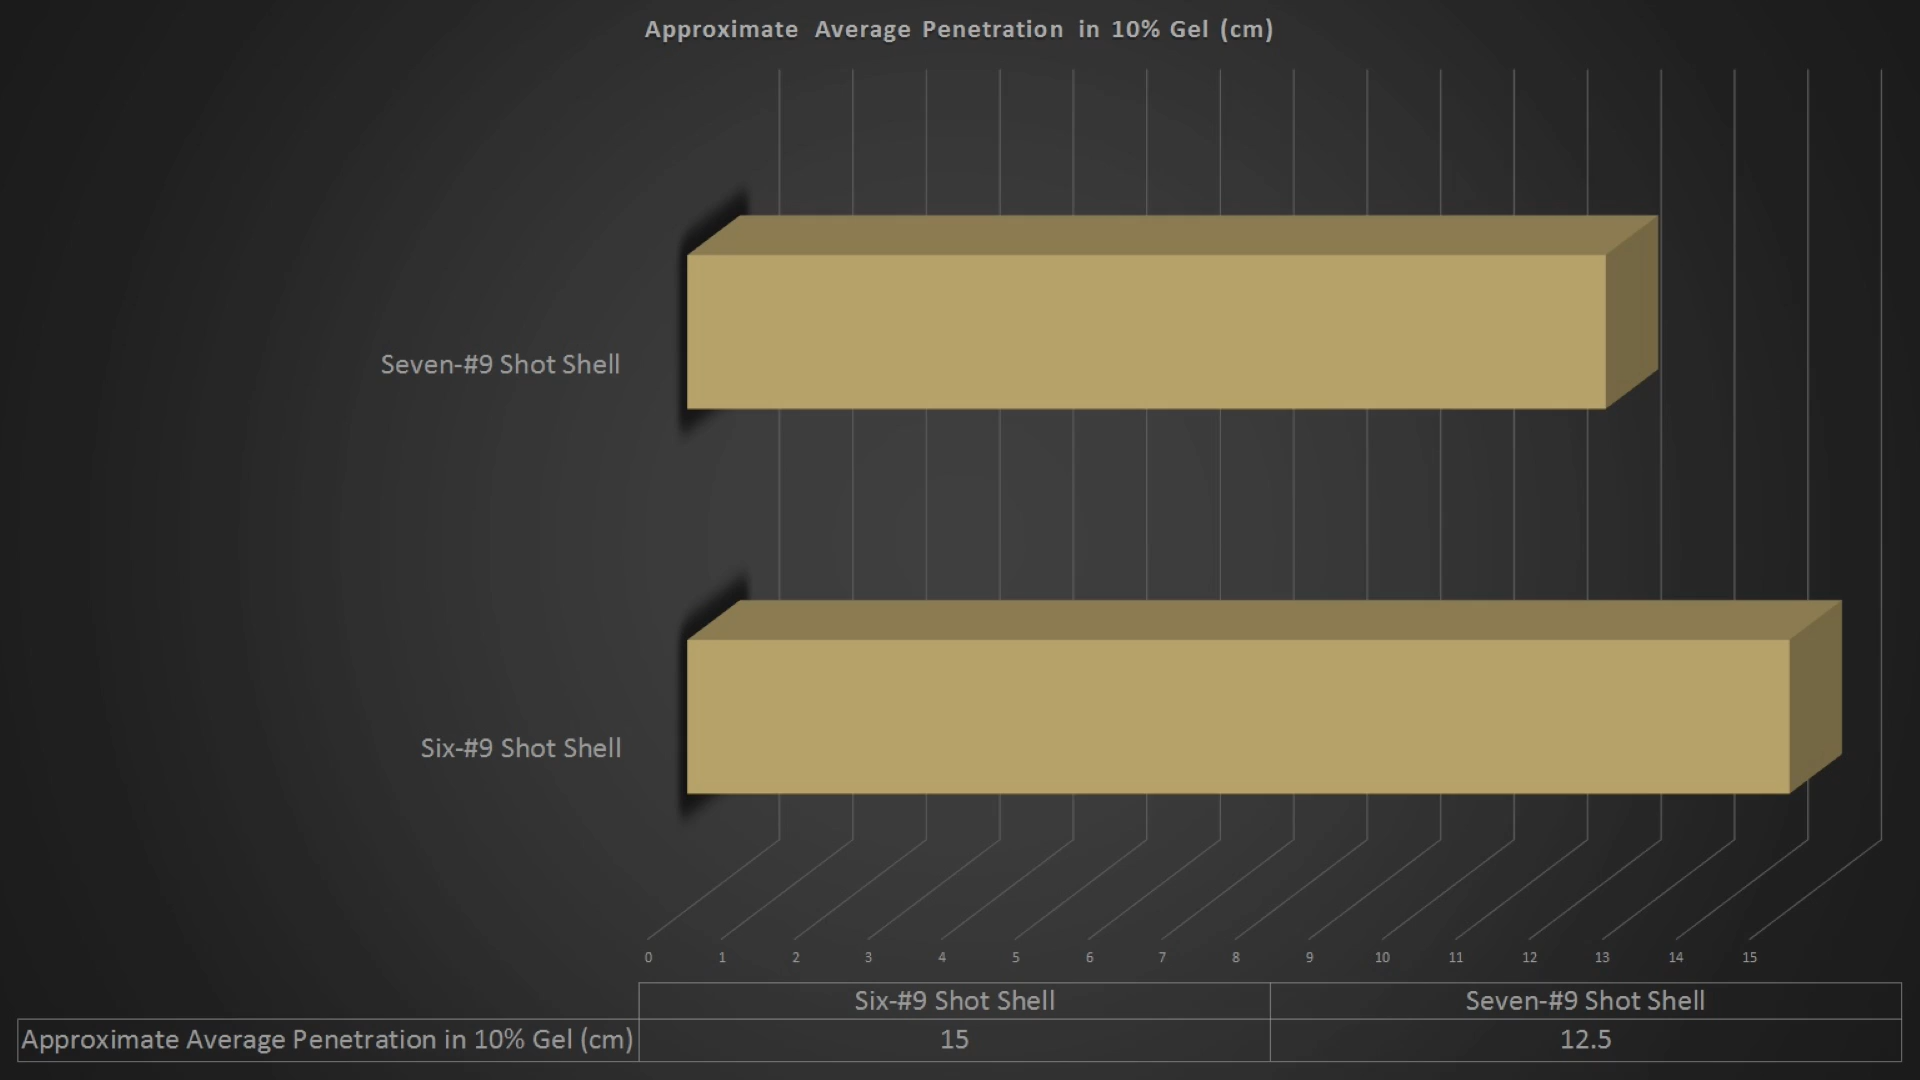 Approximate Average Penetration in 10% Gel (cm)
Seven-#9 Shot Shell
Six-#9 Shot Shell
0 1 2 3 4 5 6 7 8 9 10 11 12 13 14 15
Six-#9 Shot Shell Seven-#9 Shot Shell
Approximate Average Penetration in 10% Gel (cm) 15 12.5